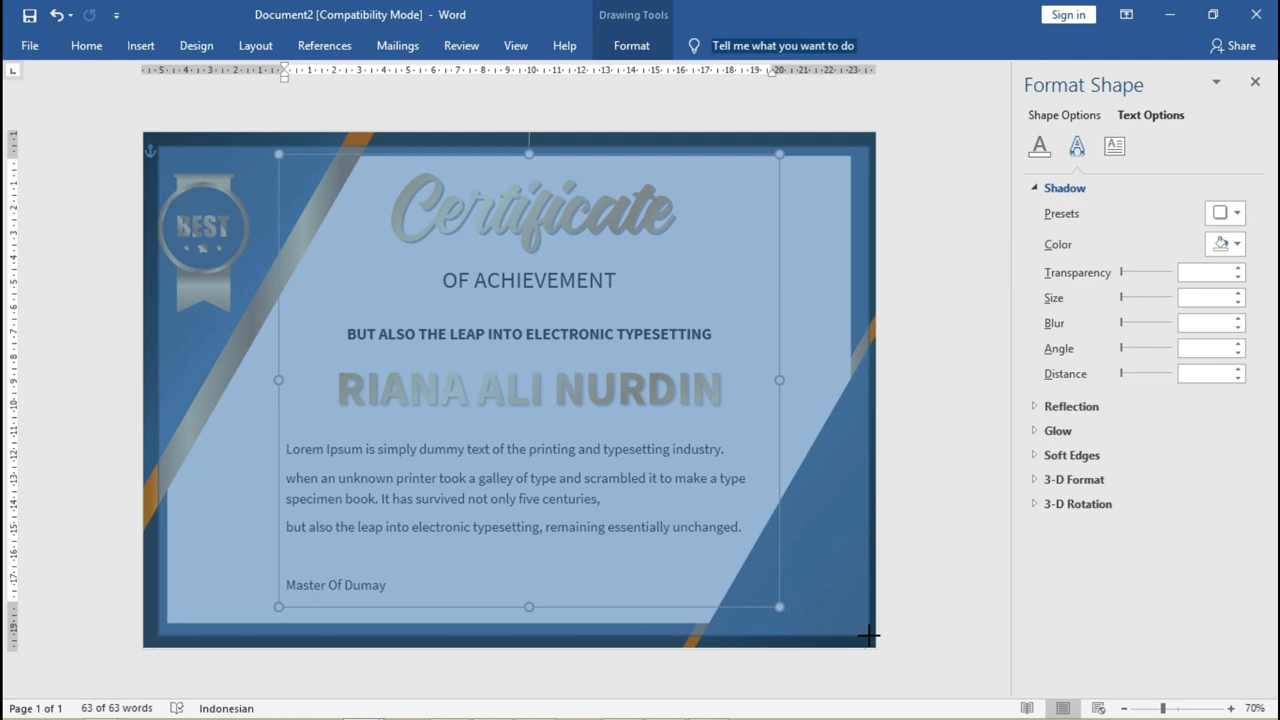 Document2 [Compatibility Mode] - Word
Drawing Tools
Sign in
File Home Insert Design Layout References Mailings Review View Help Format Tell me what you want to do Share
Format Shape
Shape Options Text Options
Shadow
Presets
Color
Transparency
Size
Blur
Angle
Distance
Reflection
Glow
Soft Edges
3-D Format
3-D Rotation
BEST
Certificate
OF ACHIEVEMENT
BUT ALSO THE LEAP INTO ELECTRONIC TYPESETTING
RIANA ALI NURDIN
Lorem Ipsum is simply dummy text of the printing and typesetting industry.
when an unknown printer took a galley of type and scrambled it to make a type
specimen book. It has survived not only five centuries,
but also the leap into electronic typesetting, remaining essentially unchanged.
Master Of Dumay
Page 1 of 1 63 of 63 words Indonesian 70%